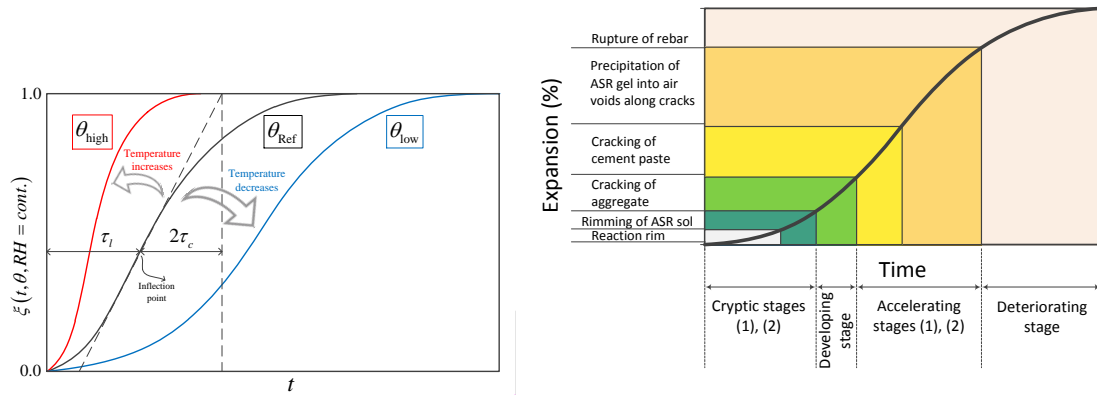 1.0
θhigh
θRef
θlow
Temperature
increases
Temperature
decreases
τl
2τc
Inflection
point
ξ(t, θ, RH = cont.)
0.0
t
Expansion (%)
Rupture of rebar
Precipitation of
ASR gel into air
voids along cracks
Cracking of
cement paste
Cracking of
aggregate
Rimming of ASR sol
Reaction rim
Time
Cryptic stages
(1), (2)
Developing
stage
Accelerating
stages (1), (2)
Deteriorating
stage